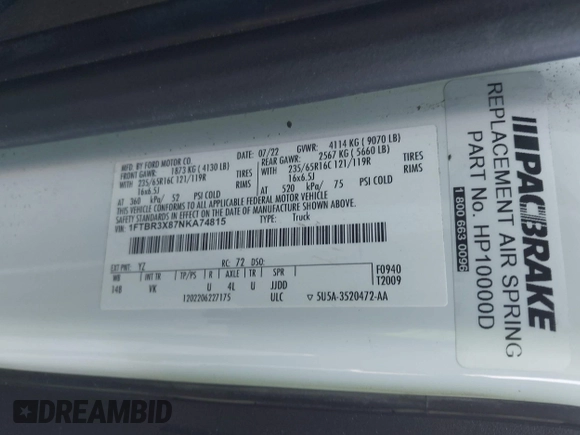 MFD. BY FORD MOTOR CO.
07/22 GVWR: 4114 KG ( 9070 LB)
FRONT GAWR: 1873 KG ( 4130 LB)
REAR GAWR: 2567 KG ( 5660 LB)
WITH 235/65R16C 121/119R TIRES
235/65R16C 121/119R TIRES
16x6.5J RIMS
16x6.5J RIMS
AT 360 kPa/ 52 PSI COLD
AT 520 kPa/ 75 PSI COLD
THIS VEHICLE CONFORMS TO ALL APPLICABLE
FEDERAL MOTOR VEHICLE SAFETY STANDARDS IN EFFECT ON
THE DATE OF MANUFACTURE SHOWN ABOVE.
VIN: 1FTBR3X87NKA74815
TYPE: Truck
EXT PNT: YZ RC: 72 DSO:
WB INT TR TP/PS R AXLE TR SPR
148 VK U 4L U JJDD
F0940
T2009
1202206227175 ULC
5U5A-3520472-AA
PACBRAKE
REPLACEMENT AIR SPRING
PART No. HP10000D
1 800 663 0096
DREAMBID